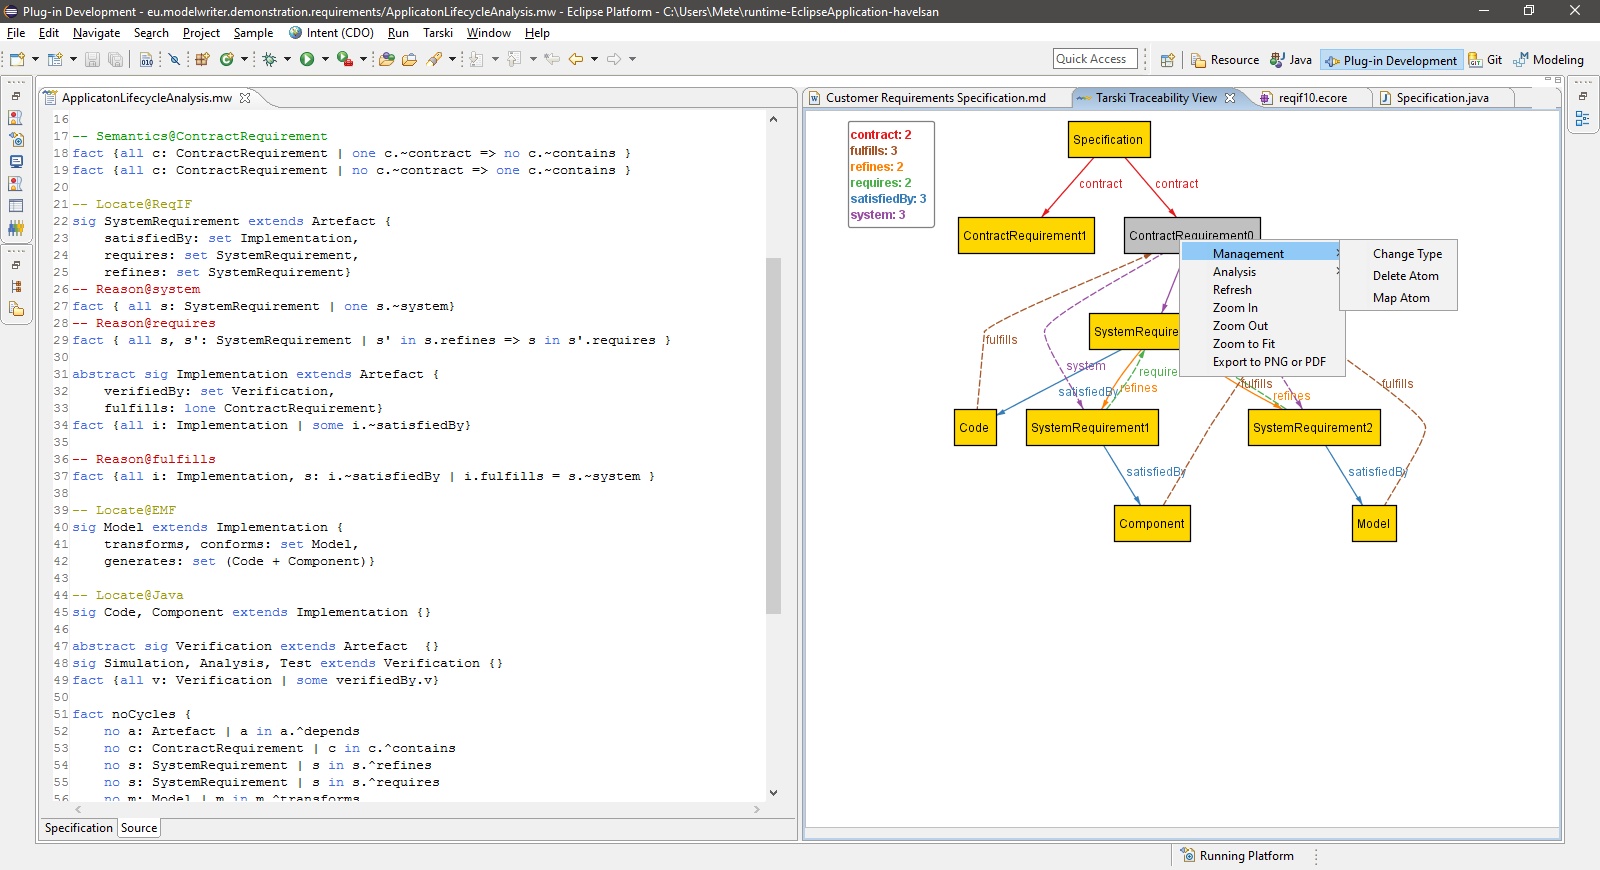 Plug-in Development - eu.modelwriter.demonstration.requirements/ApplicatonLifecycleAnalysis.mw - Eclipse Platform - C:\Users\Mete\runtime-EclipseApplication-havelsan
File Edit Navigate Search Project Sample Intent (CDO) Run Tarski Window Help
Quick Access Resource Java Plug-in Development Git Modeling
ApplicatonLifecycleAnalysis.mw
16
17 -- Semantics@ContractRequirement
18 fact {all c: ContractRequirement | one c.~contract => no c.~contains }
19 fact {all c: ContractRequirement | no c.~contract => one c.~contains }
20
21 -- Locate@ReqIF
22 sig SystemRequirement extends Artefact {
23     satisfiedBy: set Implementation,
24     requires: set SystemRequirement,
25     refines: set SystemRequirement}
26 -- Reason@system
27 fact { all s: SystemRequirement | one s.~system}
28 -- Reason@requires
29 fact { all s, s': SystemRequirement | s' in s.refines => s in s'.requires }
30
31 abstract sig Implementation extends Artefact {
32     verifiedBy: set Verification,
33     fulfills: lone ContractRequirement}
34 fact {all i: Implementation | some i.~satisfiedBy}
35
36 -- Reason@fulfills
37 fact {all i: Implementation, s: i.~satisfiedBy | i.fulfills = s.~system }
38
39 -- Locate@EMF
40 sig Model extends Implementation {
41     transforms, conforms: set Model,
42     generates: set (Code + Component)}
43
44 -- Locate@Java
45 sig Code, Component extends Implementation {}
46
47 abstract sig Verification extends Artefact  {}
48 sig Simulation, Analysis, Test extends Verification {}
49 fact {all v: Verification | some verifiedBy.v}
50
51 fact noCycles {
52     no a: Artefact | a in a.^depends
53     no c: ContractRequirement | c in c.^contains
54     no s: SystemRequirement | s in s.^refines
55     no s: SystemRequirement | s in s.^requires
56     no m: Model | m in m.^transforms
Specification Source
Customer Requirements Specification.md Tarski Traceability View reqif10.ecore Specification.java
contract: 2
fulfills: 3
refines: 2
requires: 2
satisfiedBy: 3
system: 3
Specification
contract contract
ContractRequirement1 ContractRequirement0
Management
Analysis
Refresh
Zoom In
Zoom Out
Zoom to Fit
Export to PNG or PDF
Change Type
Delete Atom
Map Atom
SystemRequire
fulfills
system
require
satisfiedBy
refines
fulfills
refines
fulfills
Code SystemRequirement1 SystemRequirement2
satisfiedBy satisfiedBy
Component Model
Running Platform